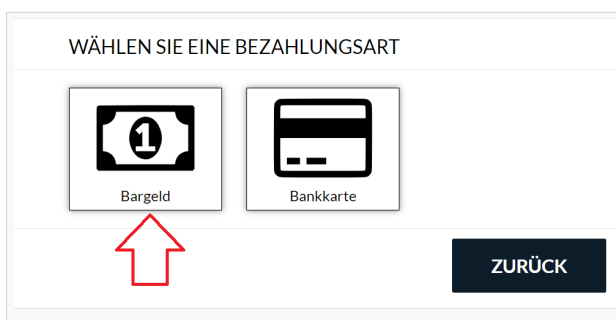 WÄHLEN SIE EINE BEZAHLUNGSART
1
Bargeld
Bankkarte
ZURÜCK